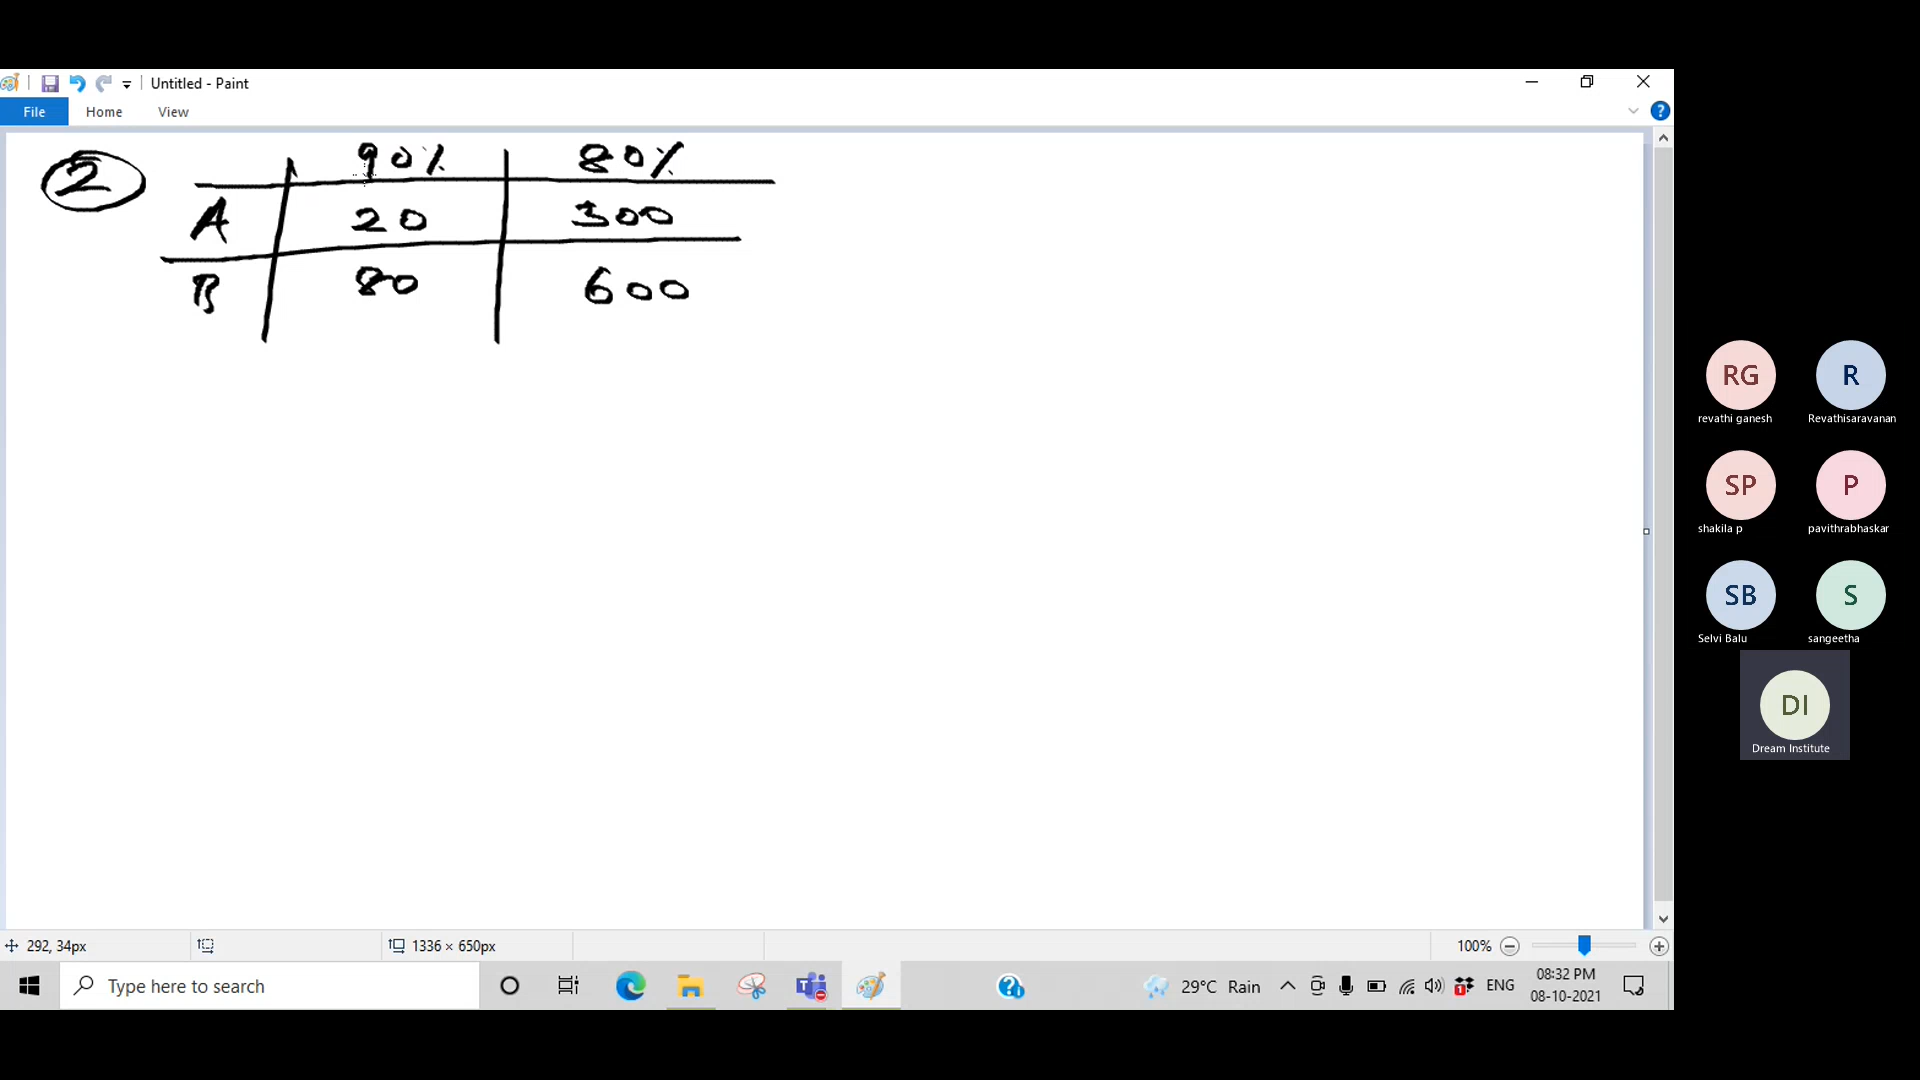 Untitled - Paint
File Home View
2
90% 80%
A 20 300
B 80 600
RG R
revathi ganesh Revathisaravanan
SP P
shakila p pavithrabhaskar
SB S
Selvi Balu sangeetha
DI
Dream Institute
292, 34px 1336 × 650px 100%
Type here to search 29°C Rain ENG 08:32 PM
08-10-2021